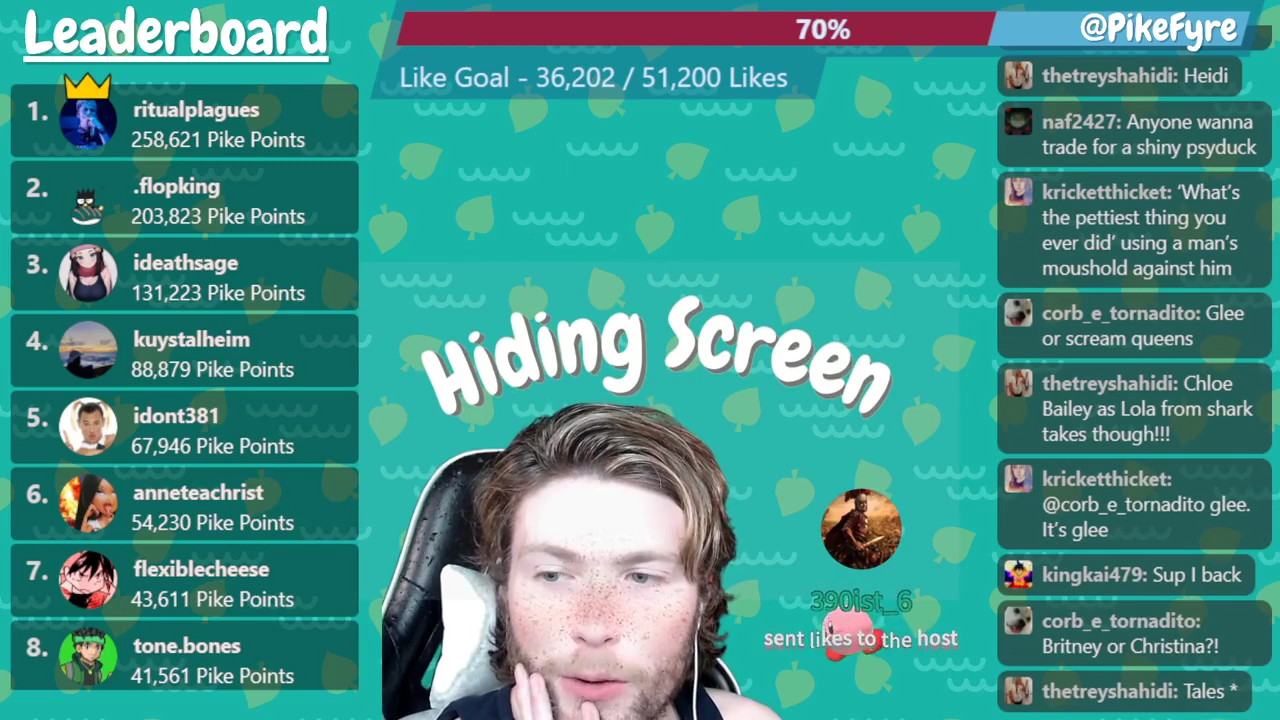 Leaderboard
1.
ritualplagues
258,621 Pike Points
2.
.flopking
203,823 Pike Points
3.
ideathsage
131,223 Pike Points
4.
kuystalheim
88,879 Pike Points
5.
idont381
67,946 Pike Points
6.
anneteachrist
54,230 Pike Points
7.
flexiblecheese
43,611 Pike Points
8.
tone.bones
41,561 Pike Points
70%
Like Goal - 36,202 / 51,200 Likes
Hiding Screen
390ist_6
sent likes to the host
@PikeFyre
thetreyshahidi: Heidi
naf2427: Anyone wanna
trade for a shiny psyduck
kricketthicket: ‘What’s
the pettiest thing you
ever did’ using a man’s
moushold against him
corb_e_tornadito: Glee
or scream queens
thetreyshahidi: Chloe
Bailey as Lola from shark
takes though!!!
kricketthicket:
@corb_e_tornadito glee.
It’s glee
kingkai479: Sup I back
corb_e_tornadito:
Britney or Christina?!
thetreyshahidi: Tales *